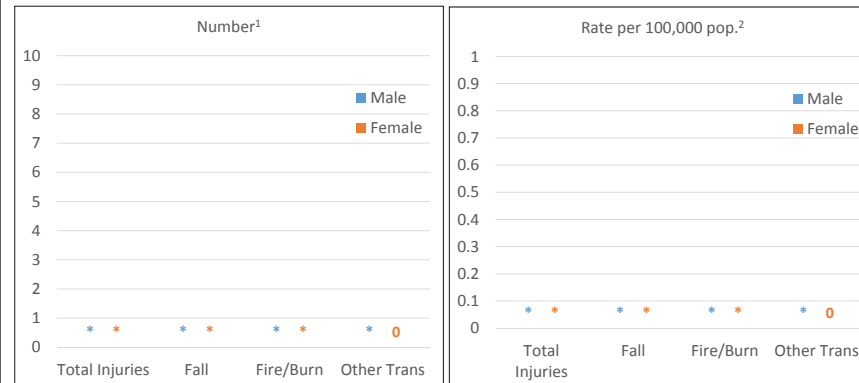 Number¹
10
9
8
7
6
5
4
3
2
1
0
Male
Female
* * * * * * * 0
Total Injuries Fall Fire/Burn Other Trans
Rate per 100,000 pop.²
1
0.9
0.8
0.7
0.6
0.5
0.4
0.3
0.2
0.1
0
Male
Female
* * * * * * * 0
Total Injuries Fall Fire/Burn Other Trans